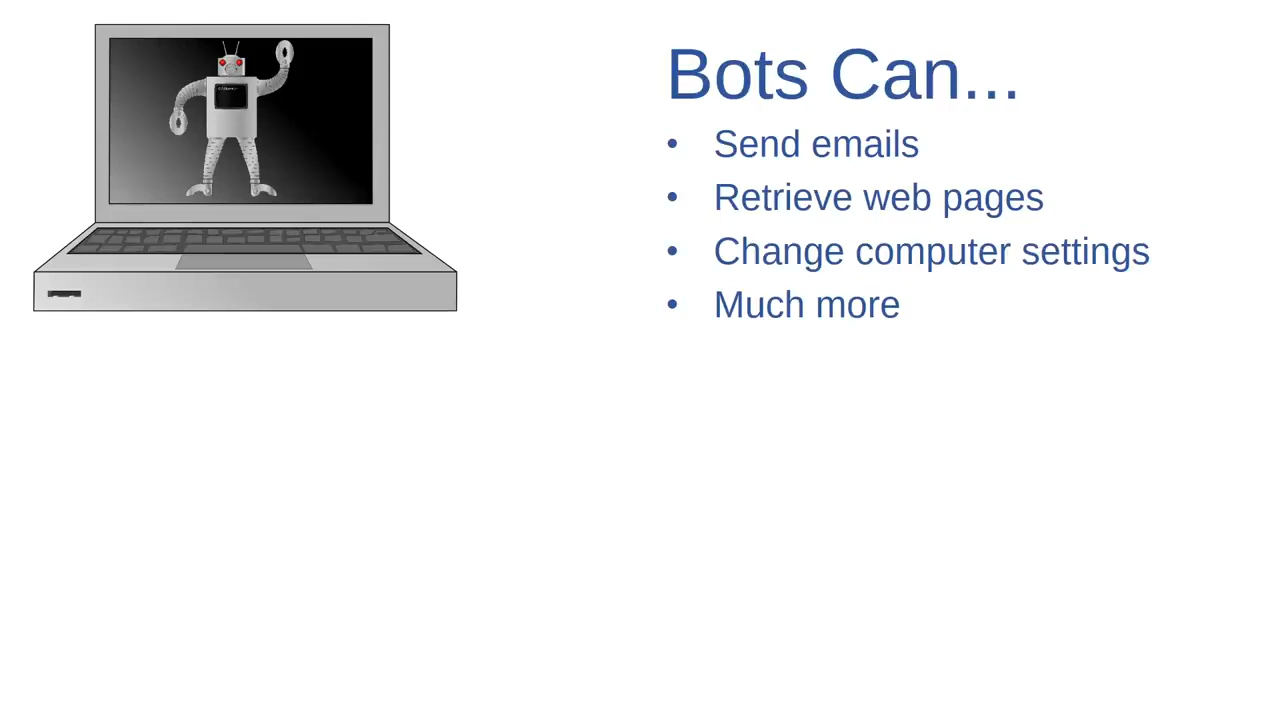 Bots Can...
• Send emails
• Retrieve web pages
• Change computer settings
• Much more